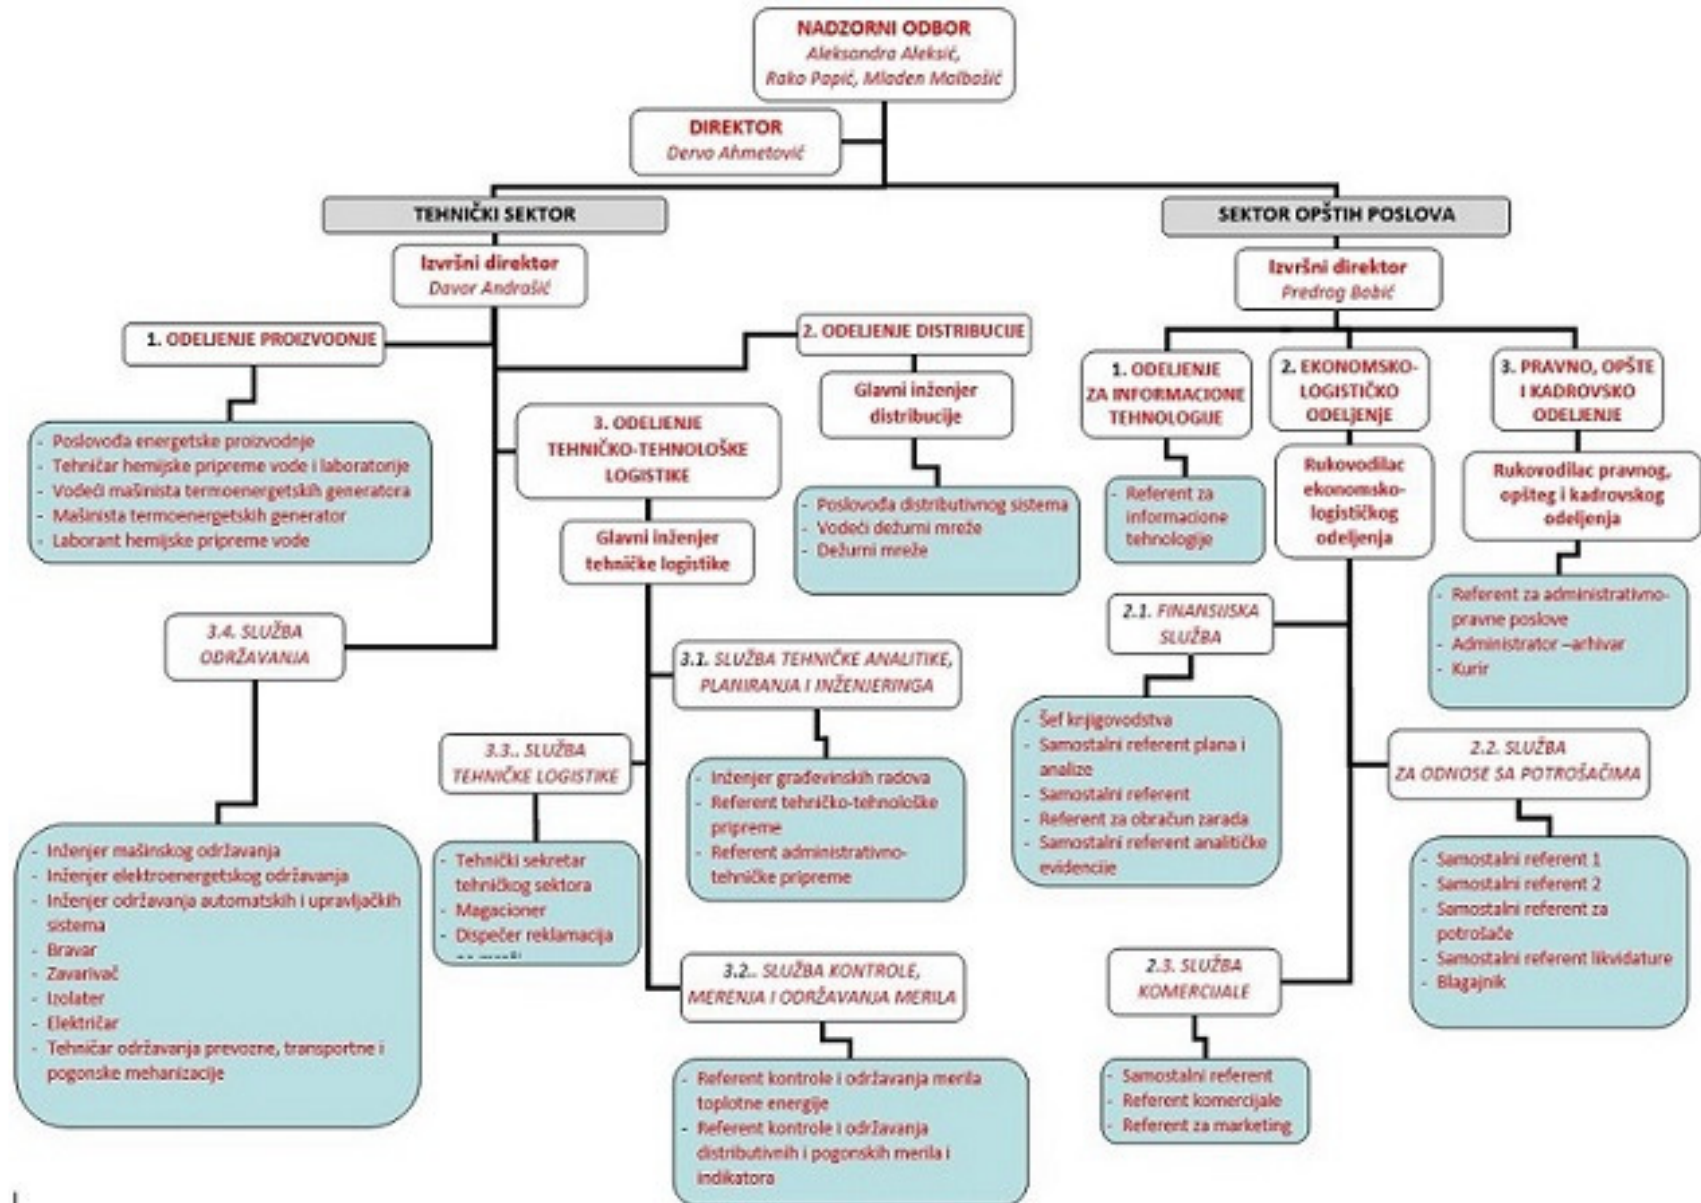 NADZORNI ODBOR
Aleksandra Aleksić,
Rako Papić, Mladen Malbašić
DIREKTOR
Dervo Ahmetović
TEHNIČKI SEKTOR
Izvršni direktor
Davor Andrašić
1. ODELJENJE PROIZVODNJE
- Poslovođa energetske proizvodnje
- Tehničar hemijske pripreme vode i laboratorije
- Vodeći mašinista termoenergetskih generatora
- Mašinista termoenergetskih generator
- Laborant hemijske pripreme vode
2. ODELJENJE DISTRIBUCIJE
Glavni inženjer
distribucije
- Poslovođa distributivnog sistema
- Vodeći dežurni mreže
- Dežurni mreže
3. ODELJENJE
TEHNIČKO-TEHNOLOŠKE
LOGISTIKE
Glavni inženjer
tehničke logistike
3.1. SLUŽBA TEHNIČKE ANALITIKE,
PLANIRANJA I INŽENJERINGA
- Inženjer građevinskih radova
- Referent tehničko-tehnološke
pripreme
- Referent administrativno-
tehničke pripreme
3.2.. SLUŽBA KONTROLE,
MERENJA I ODRŽAVANJA MERILA
- Referent kontrole i održavanja merila
toplotne energije
- Referent kontrole i održavanja
distributivnih i pogonskih merila i
indikatora
3.3.. SLUŽBA
TEHNIČKE LOGISTIKE
- Tehnički sekretar
tehničkog sektora
- Magacioner
- Dispečer reklamacija
3.4. SLUŽBA
ODRŽAVANJA
- Inženjer mašinskog održavanja
- Inženjer elektroenergetskog održavanja
- Inženjer održavanja automatskih i upravljačkih
sistema
- Bravar
- Zavarivač
- Izolater
- Električar
- Tehničar održavanja prevozne, transportne i
pogonske mehanizacije
SEKTOR OPŠTIH POSLOVA
Izvršni direktor
Predrag Bobić
1. ODELJENJE
ZA INFORMACIONE
TEHNOLOGIJE
- Referent za
informacione
tehnologije
2. EKONOMSKO-
LOGISTIČKO
ODELJENJE
Rukovodilac
ekonomsko-
logističkog
odeljenja
2.1. FINANSIJSKA
SLUŽBA
- Šef knjigovodstva
- Samostalni referent plana i
analize
- Samostalni referent
- Referent za obračun zarada
- Samostalni referent analitičke
evidencije
2.2. SLUŽBA
ZA ODNOSE SA POTROŠAČIMA
- Samostalni referent 1
- Samostalni referent 2
- Samostalni referent za
potrošače
- Samostalni referent likvidature
- Blagajnik
2.3. SLUŽBA
KOMERCIJALE
- Samostalni referent
- Referent komercijale
- Referent za marketing
3. PRAVNO, OPŠTE
I KADROVSKO
ODELJENJE
Rukovodilac pravnog,
opšteg i kadrovskog
odeljenja
- Referent za administrativno-
pravne poslove
- Administrator –arhivar
- Kurir